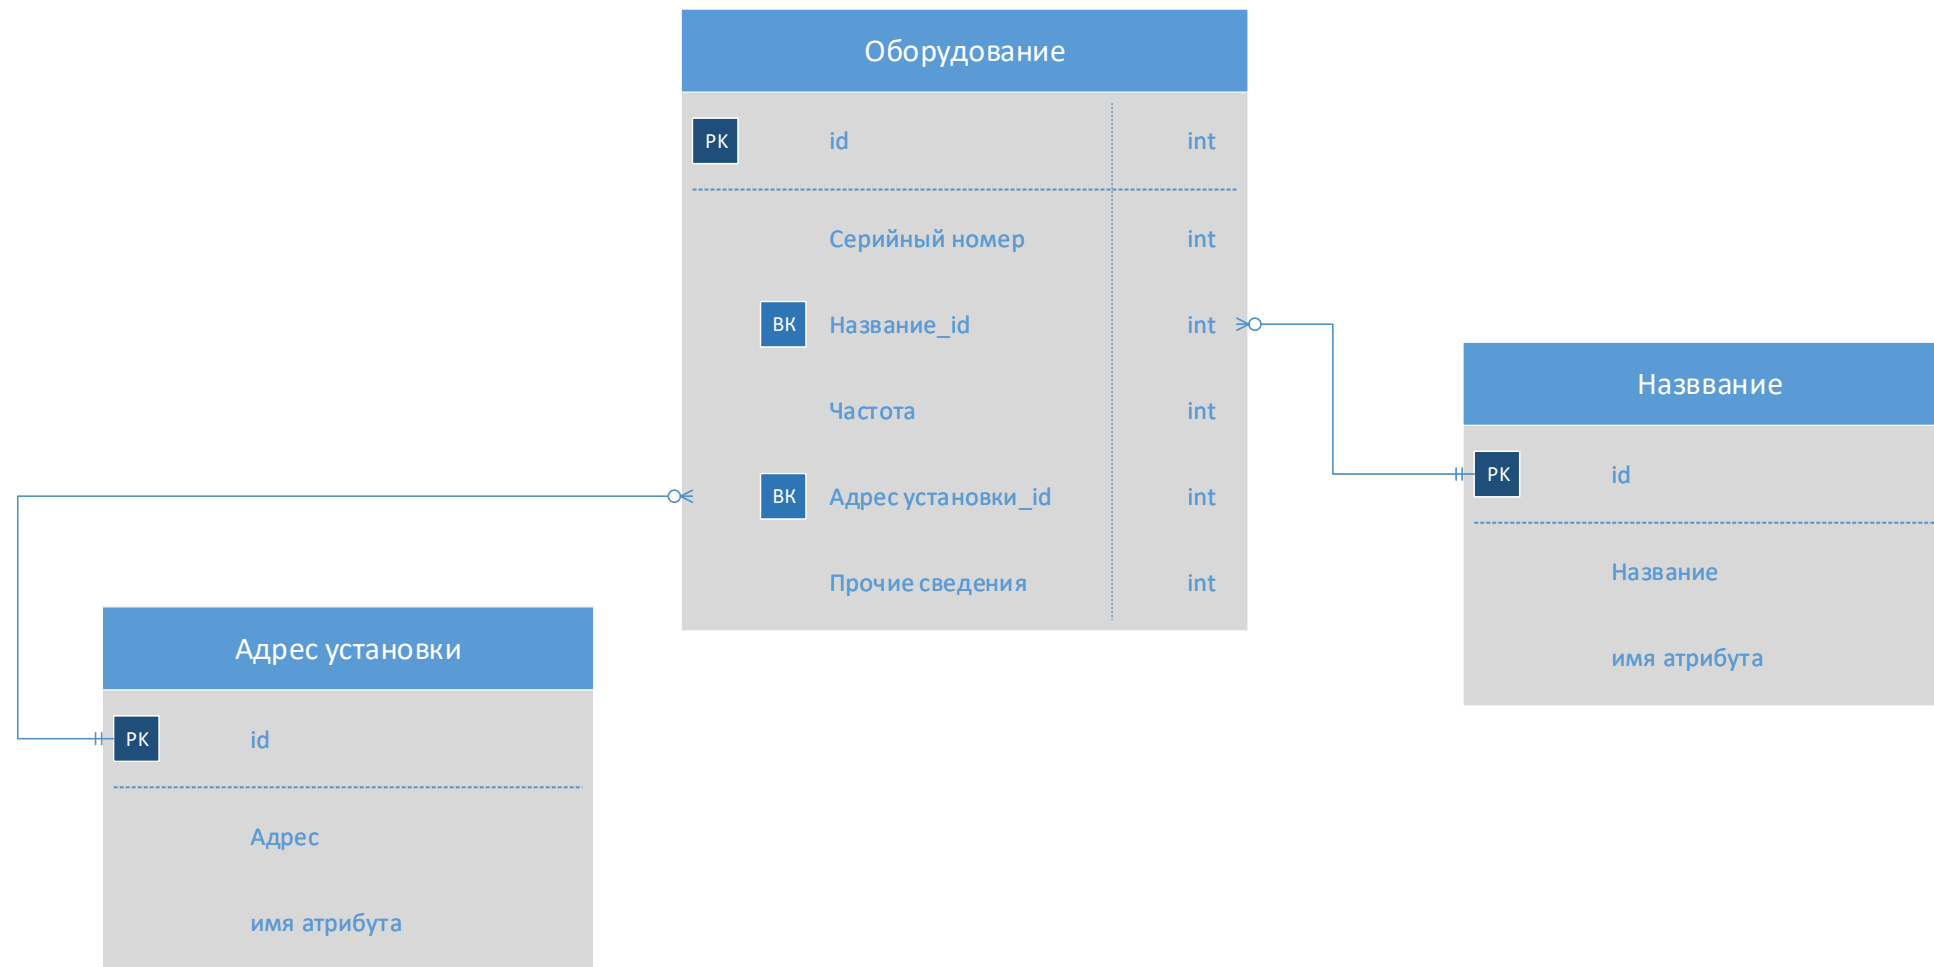 Оборудование
PK id int
Серийный номер int
ВК Название_id int
Частота int
ВК Адрес установки_id int
Прочие сведения int
Назввание
PK id
Название
имя атрибута
Адрес установки
PK id
Адрес
имя атрибута